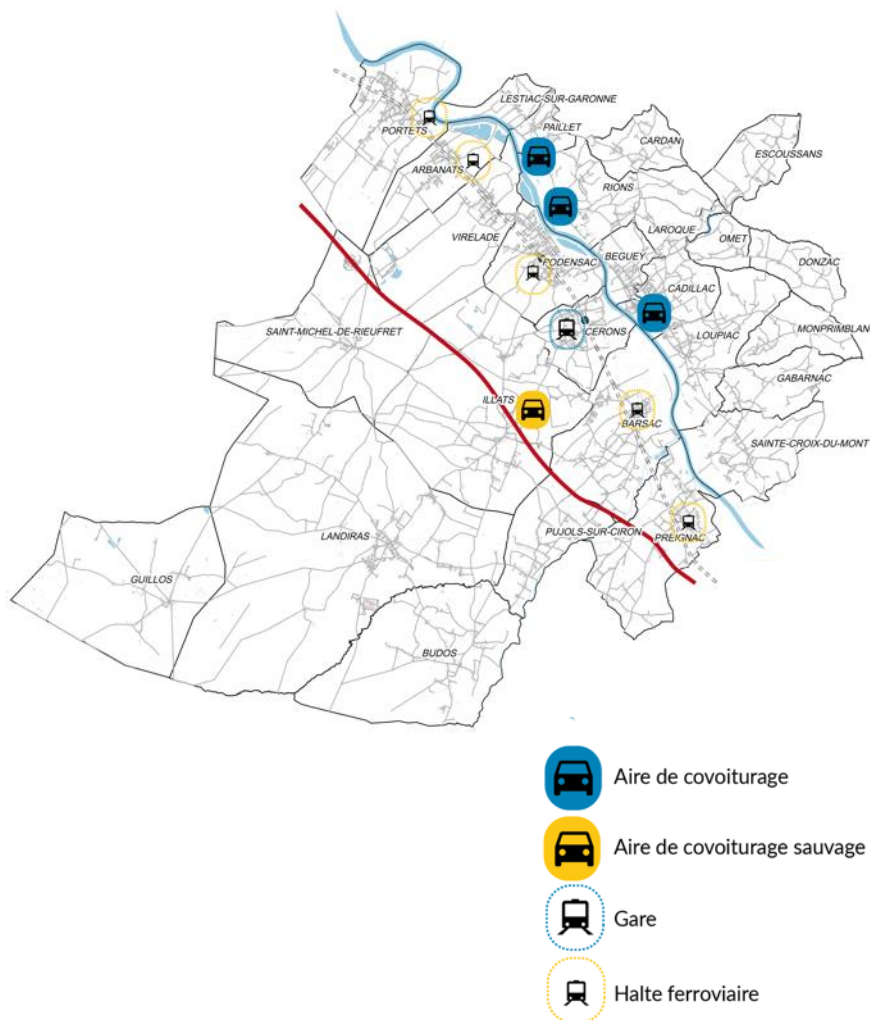 LESTIAC-SUR-GARONNE
PORTETS
PAILLET
CARDAN
ESCOUSSANS
ARBANATS
RIONS
VIRELADE
LAROQUE
OMET
PODENSAC
BEGUEY
DONZAC
CADILLAC
SAINT-MICHEL-DE-RIEUFRET
CERONS
LOUPIAC
MONPRIMBLANC
GABARNAC
ILLATS
BARSAC
SAINTE-CROIX-DU-MONT
PUJOLS-SUR-CIRON
PREIGNAC
LANDIRAS
GUILLOS
BUDOS
Aire de covoiturage
Aire de covoiturage sauvage
Gare
Halte ferroviaire